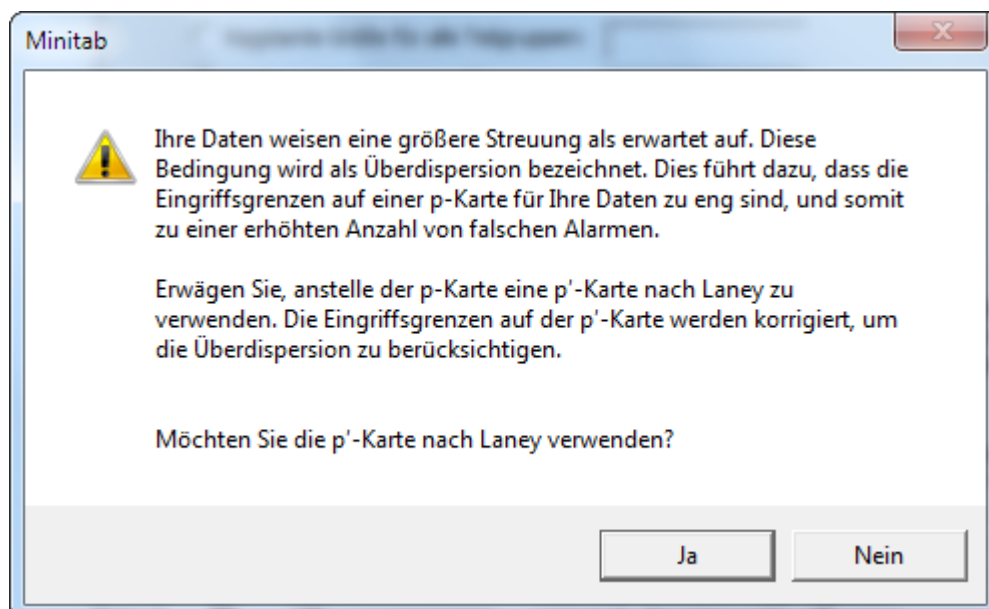 Minitab
Ihre Daten weisen eine größere Streuung als erwartet auf. Diese
Bedingung wird als Überdispersion bezeichnet. Dies führt dazu, dass die
Eingriffsgrenzen auf einer p-Karte für Ihre Daten zu eng sind, und somit
zu einer erhöhten Anzahl von falschen Alarmen.
Erwägen Sie, anstelle der p-Karte eine p'-Karte nach Laney zu
verwenden. Die Eingriffsgrenzen auf der p'-Karte werden korrigiert, um
die Überdispersion zu berücksichtigen.
Möchten Sie die p'-Karte nach Laney verwenden?
Ja
Nein